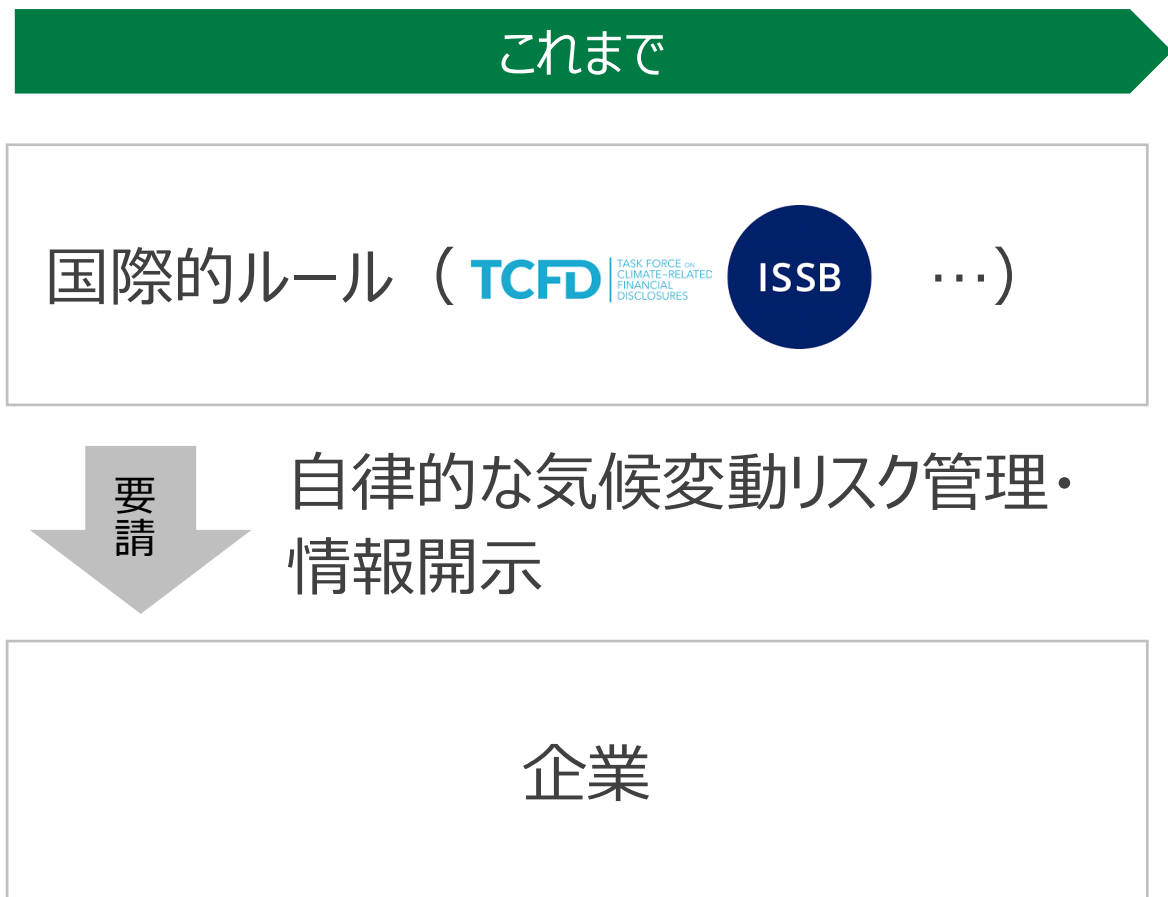 これまで
国際的ルール（ TCFD TASK FORCE ON CLIMATE-RELATED FINANCIAL DISCLOSURES ISSB …）
要請
自律的な気候変動リスク管理・
情報開示
企業